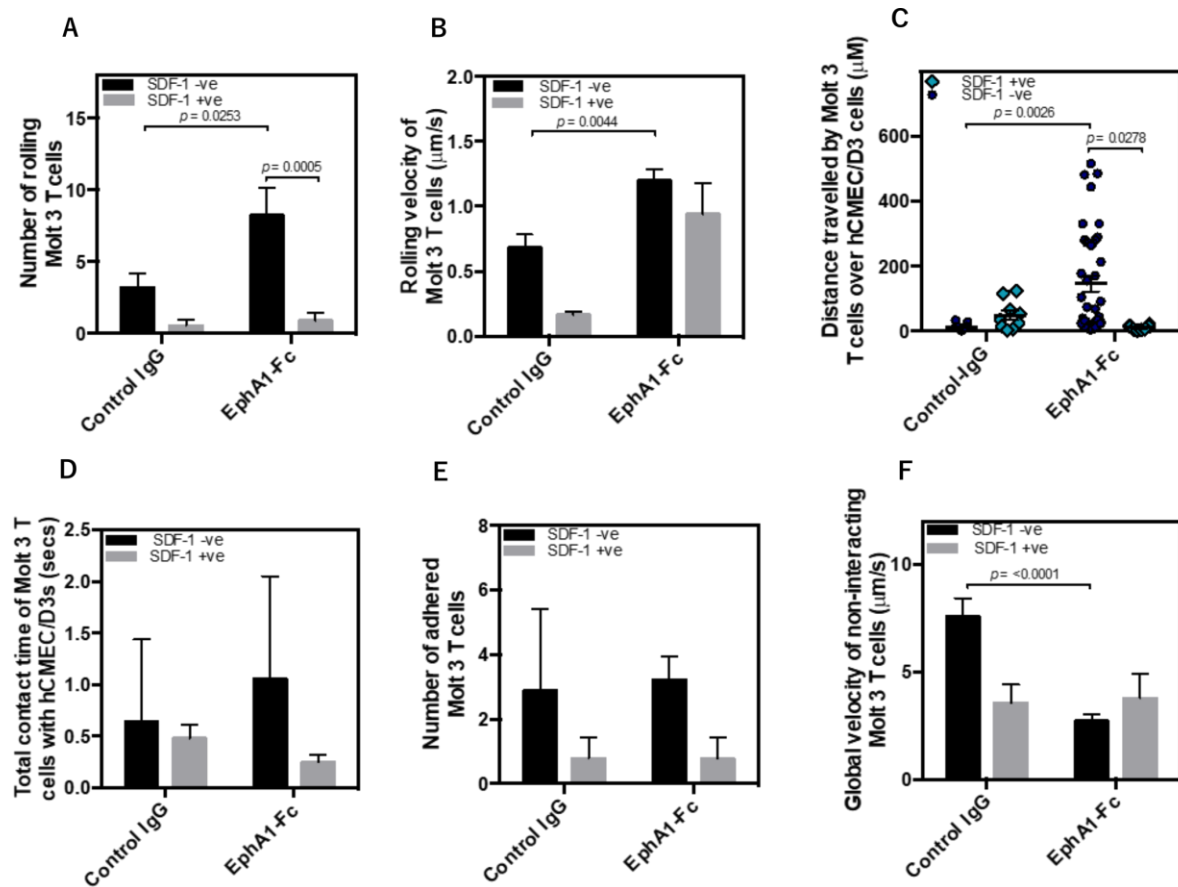 A
Number of rolling
Molt 3 T cells
SDF-1 -ve
SDF-1 +ve
p = 0.0253
p = 0.0005
15
10
5
0
Control IgG
EphA1-Fc
B
Rolling velocity of
Molt 3 T cells (μm/s)
SDF-1 -ve
SDF-1 +ve
p = 0.0044
2.0
1.5
1.0
0.5
0.0
Control IgG
EphA1-Fc
C
Distance travelled by Molt 3
T cells over hCMEC/D3 cells (μM)
SDF-1 +ve
SDF-1 -ve
p = 0.0026
p = 0.0278
600
400
200
0
Control-IgG
EphA1-Fc
D
Total contact time of Molt 3 T
cells with hCMEC/D3s (secs)
SDF-1 -ve
SDF-1 +ve
2.5
2.0
1.5
1.0
0.5
0.0
Control IgG
EphA1-Fc
E
Number of adhered
Molt 3 T cells
SDF-1 -ve
SDF-1 +ve
8
6
4
2
0
Control IgG
EphA1-Fc
F
Global velocity of non-interacting
Molt 3 T cells (μm/s)
SDF-1 -ve
SDF-1 +ve
p = <0.0001
10
5
0
Control IgG
EphA1-Fc